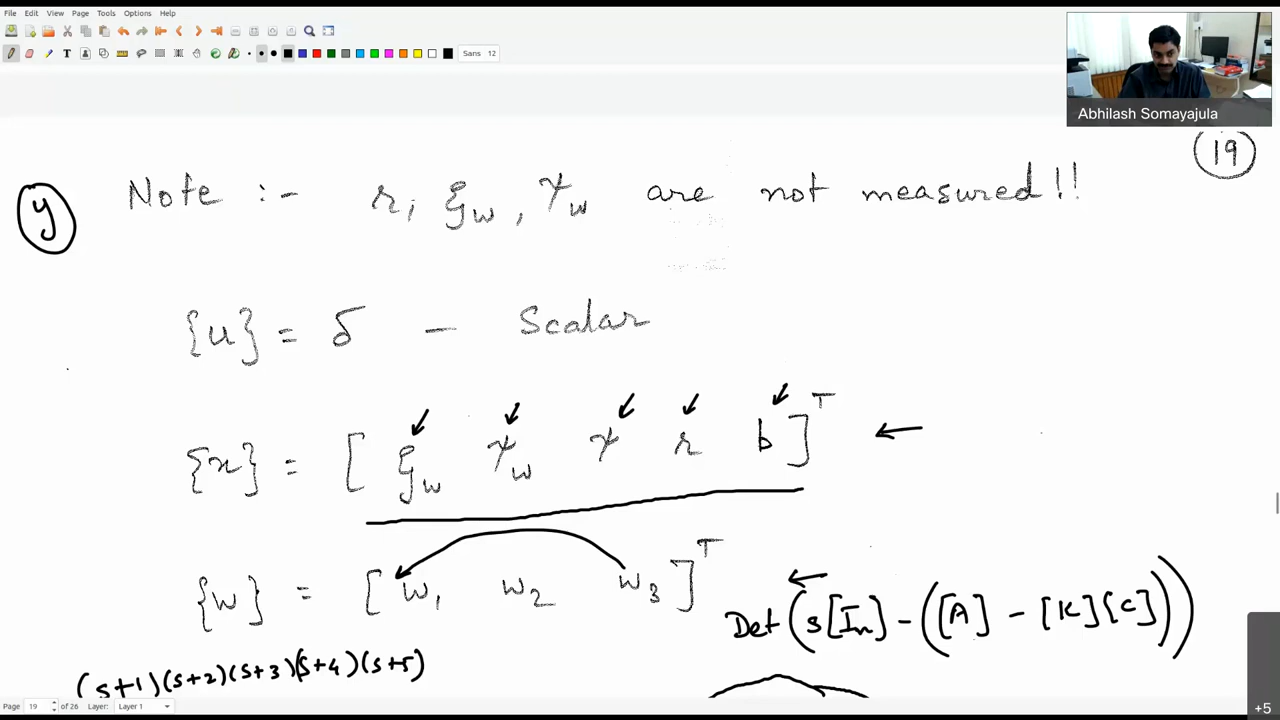 File Edit View Page Tools Options Help
Sans 12
Abhilash Somayajula
19
y
Note :- r, ξw, ψw are not measured!!
{u} = δ - Scalar
{x} = [ ξw ψw ψ r b ]T
{w} = [ w1 w2 w3 ]T
Det (s[In] - ([A] - [K][C]))
(s+1)(s+2)(s+3)(s+4)(s+5)
Page 19 of 26 Layer: Layer 1
+5